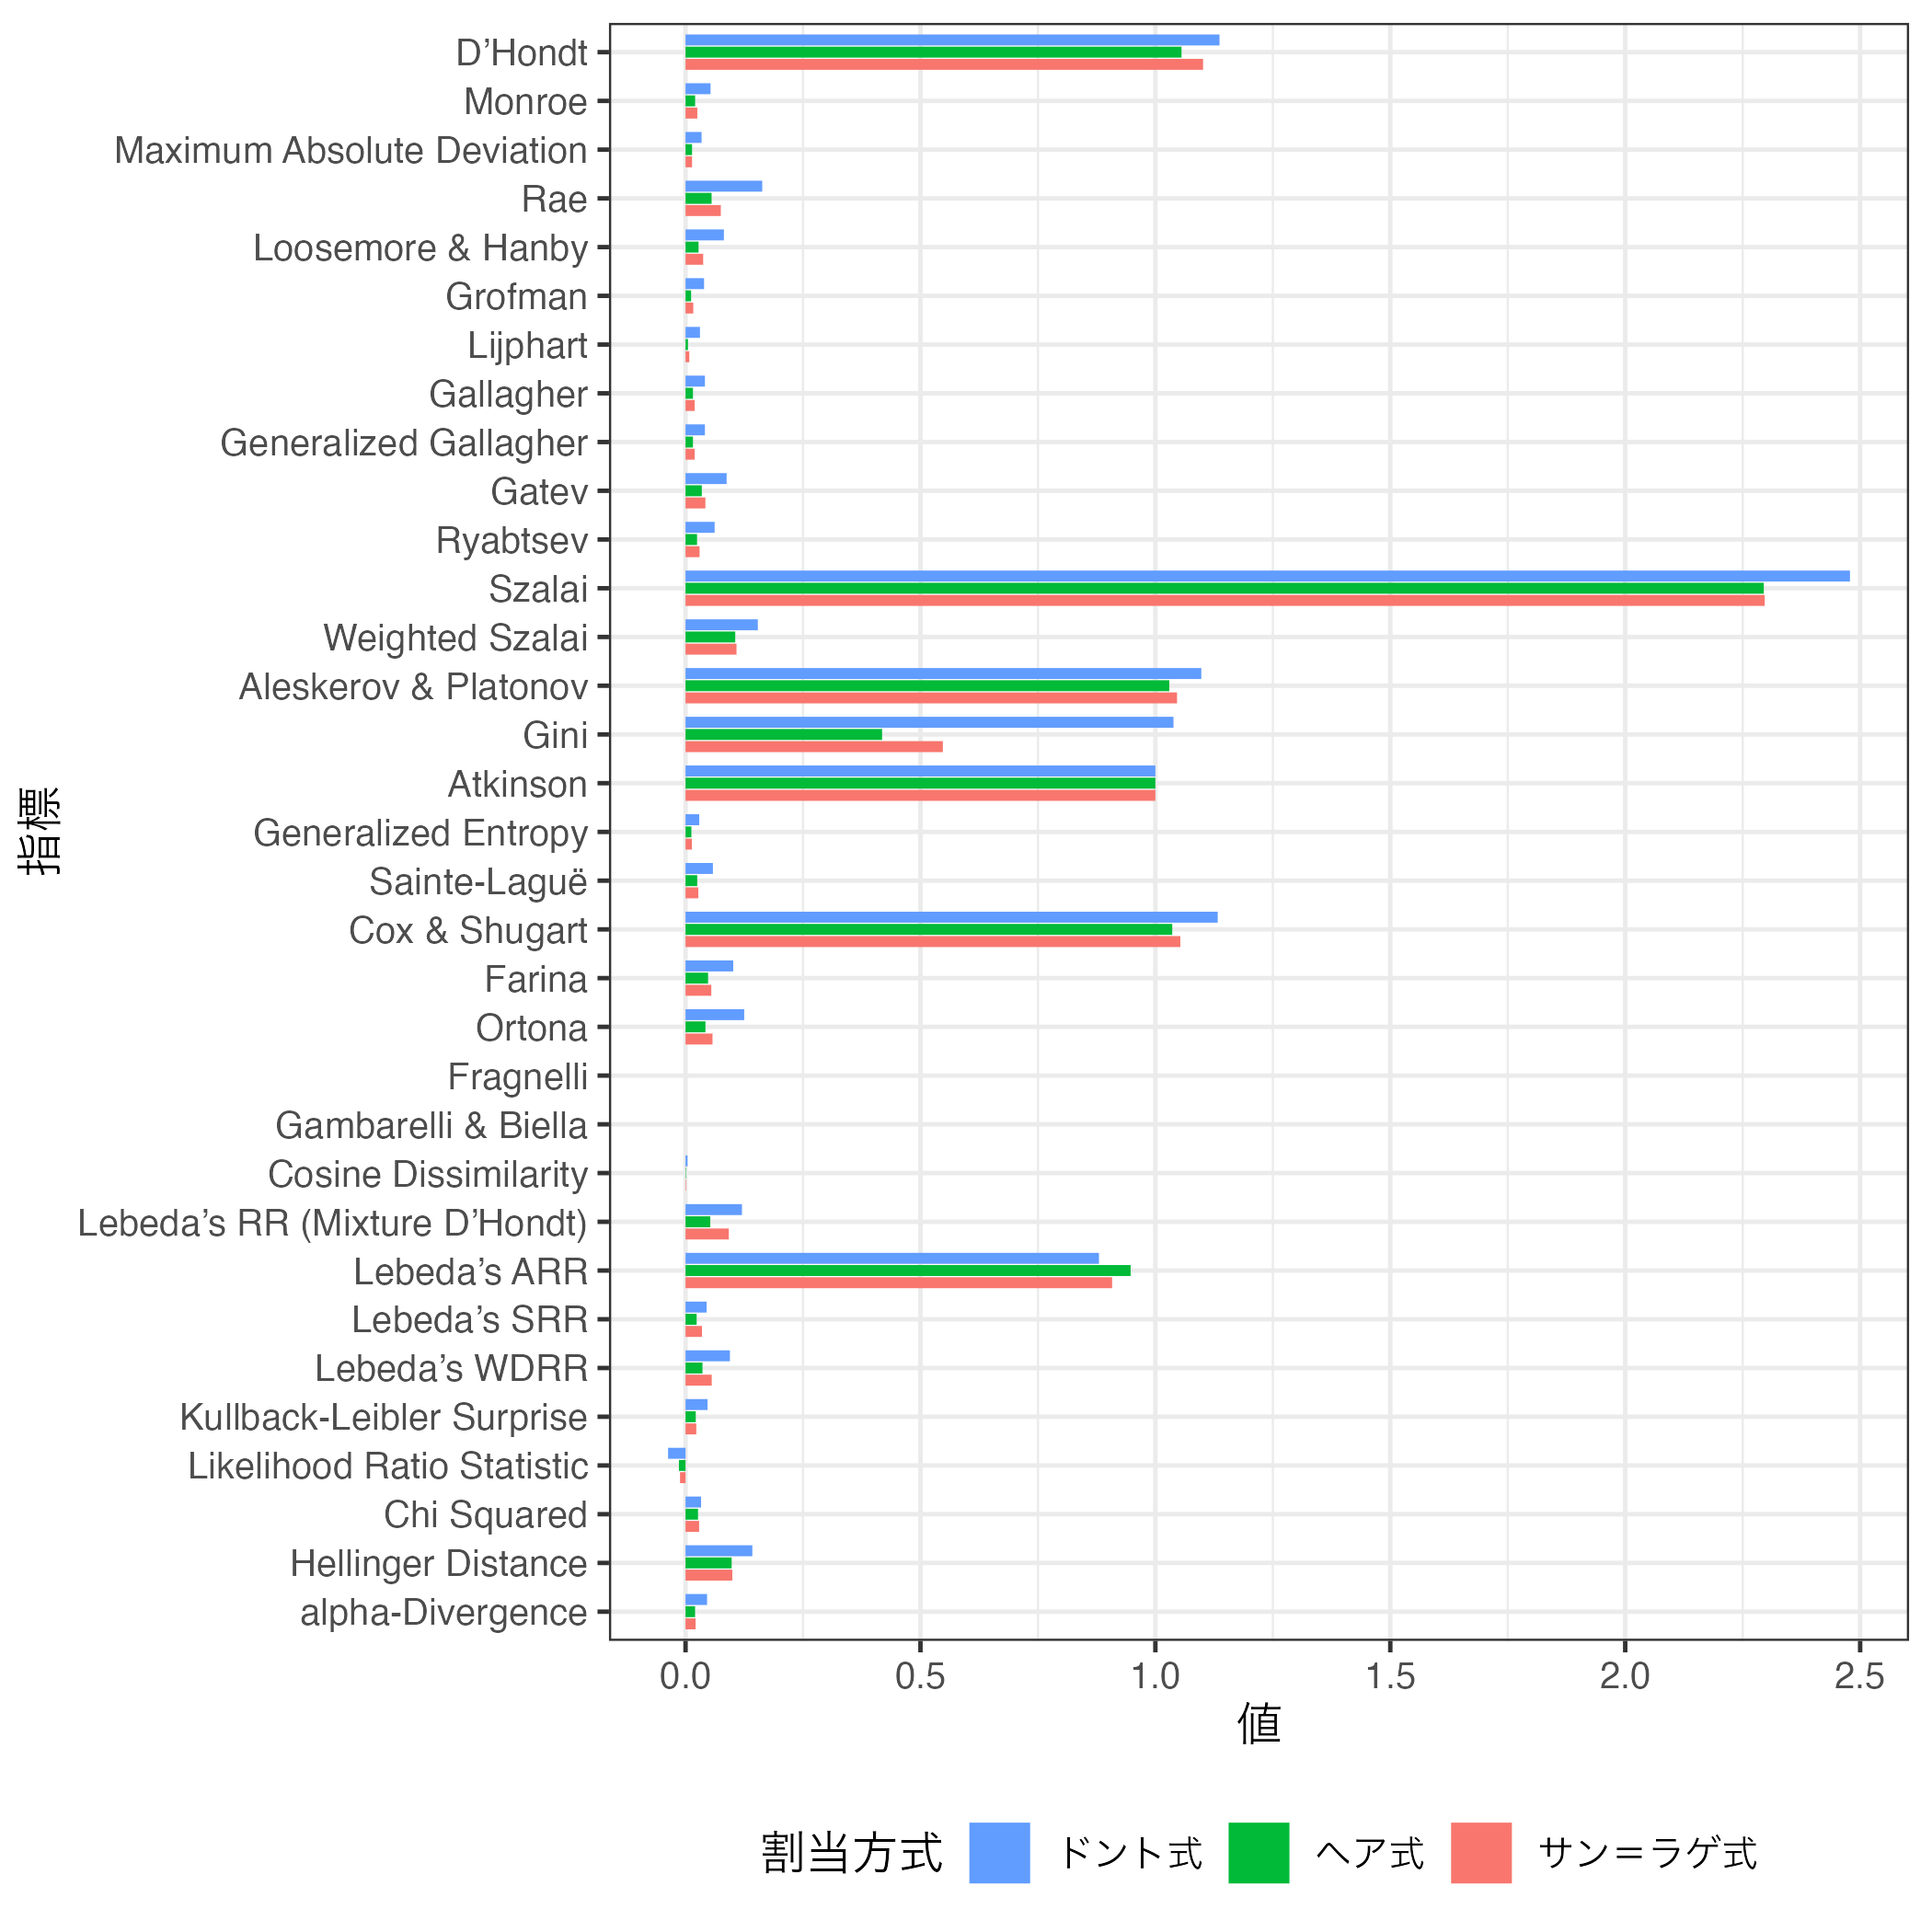 D’Hondt
Monroe
Maximum Absolute Deviation
Rae
Loosemore & Hanby
Grofman
Lijphart
Gallagher
Generalized Gallagher
Gatev
Ryabtsev
Szalai
Weighted Szalai
Aleskerov & Platonov
Gini
Atkinson
Generalized Entropy
Sainte-Laguë
Cox & Shugart
Farina
Ortona
Fragnelli
Gambarelli & Biella
Cosine Dissimilarity
Lebeda’s RR (Mixture D’Hondt)
Lebeda’s ARR
Lebeda’s SRR
Lebeda’s WDRR
Kullback-Leibler Surprise
Likelihood Ratio Statistic
Chi Squared
Hellinger Distance
alpha-Divergence
指標
0.0 0.5 1.0 1.5 2.0 2.5
値
割当方式 ドント式 ヘア式 サン＝ラゲ式